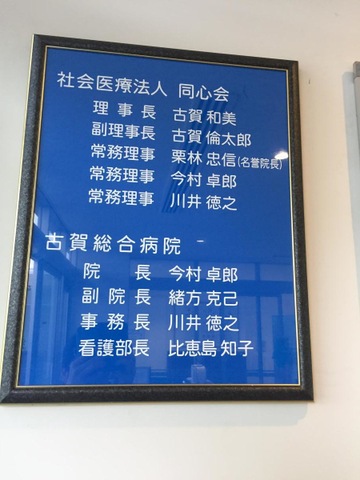 社会医療法人 同心会
理事長 古賀 和美
副理事長 古賀 倫太郎
常務理事 栗林 忠信(名誉院長)
常務理事 今村 卓郎
常務理事 川井 徳之
古賀総合病院
院長 今村 卓郎
副院長 緒方 克己
事務長 川井 徳之
看護部長 比恵島 知子